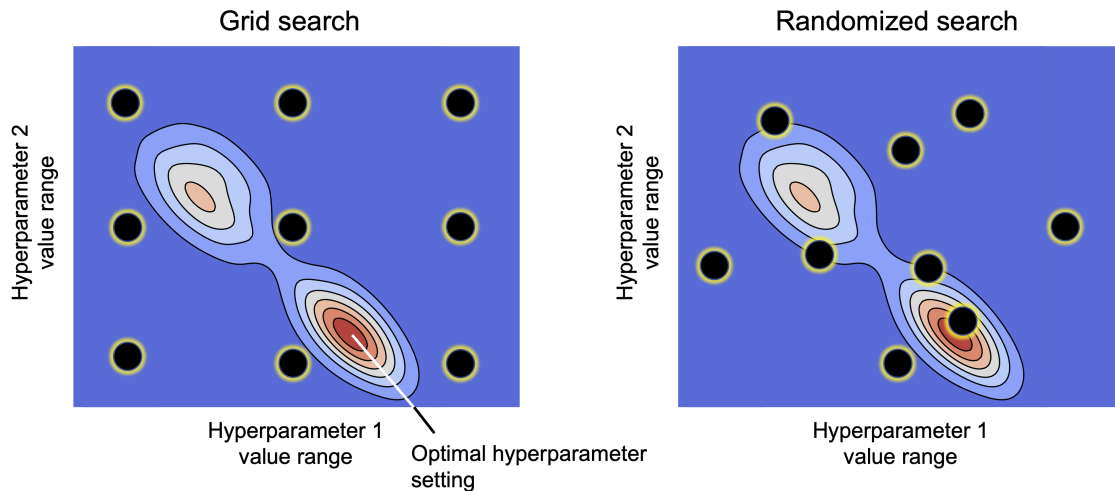 Grid search
Hyperparameter 2
value range
Hyperparameter 1
value range
Optimal hyperparameter
setting
Randomized search
Hyperparameter 2
value range
Hyperparameter 1
value range